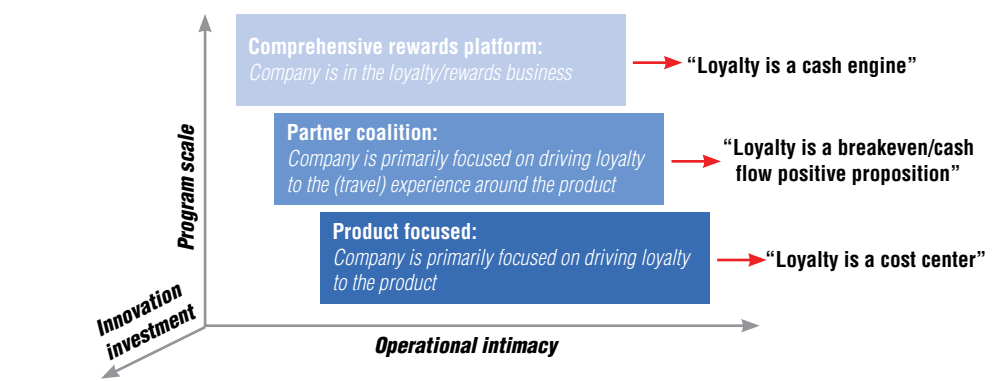 Comprehensive rewards platform:
Company is in the loyalty/rewards business
“Loyalty is a cash engine”
Partner coalition:
Company is primarily focused on driving loyalty
to the (travel) experience around the product
“Loyalty is a breakeven/cash
flow positive proposition”
Product focused:
Company is primarily focused on driving loyalty
to the product
“Loyalty is a cost center”
Program scale
Innovation
investment
Operational intimacy